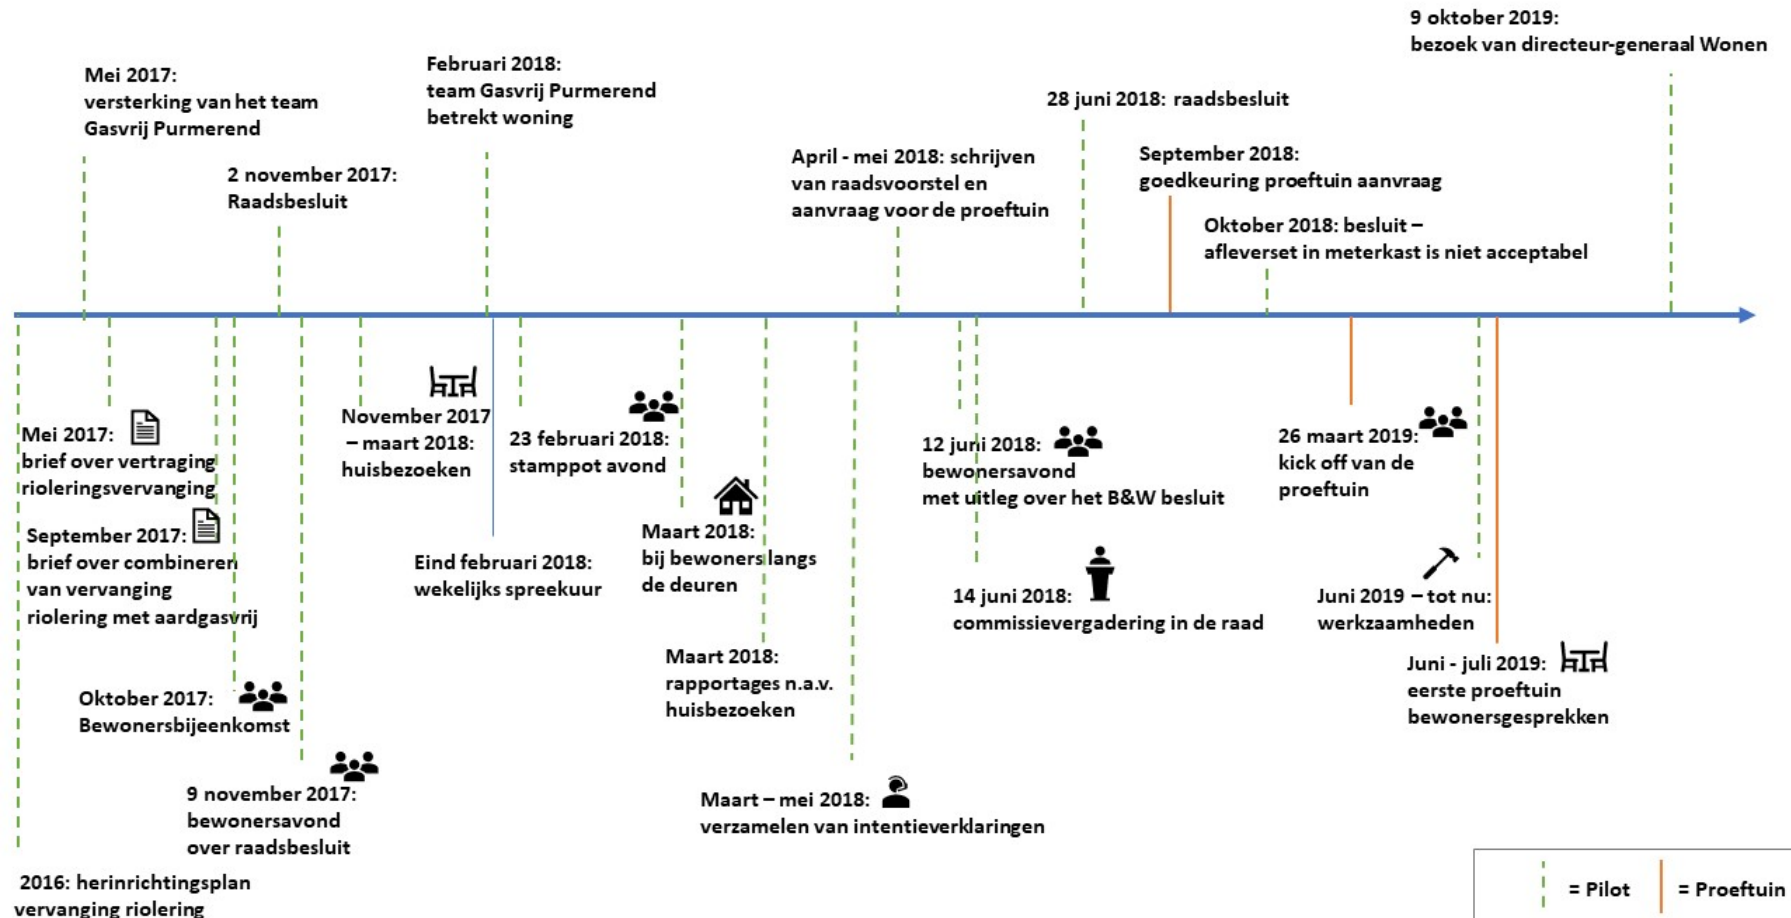 9 oktober 2019:
bezoek van directeur-generaal Wonen
Februari 2018:
team Gasvrij Purmerend
betrekt woning
Mei 2017:
versterking van het team
Gasvrij Purmerend
28 juni 2018: raadsbesluit
2 november 2017:
Raadsbesluit
April - mei 2018: schrijven
van raadsvoorstel en
aanvraag voor de proeftuin
September 2018:
goedkeuring proeftuin aanvraag
Oktober 2018: besluit –
afleverset in meterkast is niet acceptabel
Mei 2017:
brief over vertraging
rioleringsvervanging
November 2017
– maart 2018:
huisbezoeken
23 februari 2018:
stamppot avond
12 juni 2018:
bewonersavond
met uitleg over het B&W besluit
26 maart 2019:
kick off van de
proeftuin
September 2017:
brief over combineren
van vervanging
riolering met aardgasvrij
Eind februari 2018:
wekelijks spreekuur
Maart 2018:
bij bewoners langs
de deuren
14 juni 2018:
commissievergadering in de raad
Juni 2019 – tot nu:
werkzaamheden
Oktober 2017:
Bewonersbijeenkomst
Maart 2018:
rapportages n.a.v.
huisbezoeken
Juni - juli 2019:
eerste proeftuin
bewonersgesprekken
9 november 2017:
bewonersavond
over raadsbesluit
Maart – mei 2018:
verzamelen van intentieverklaringen
2016: herinrichtingsplan
vervanging riolering
= Pilot
= Proeftuin